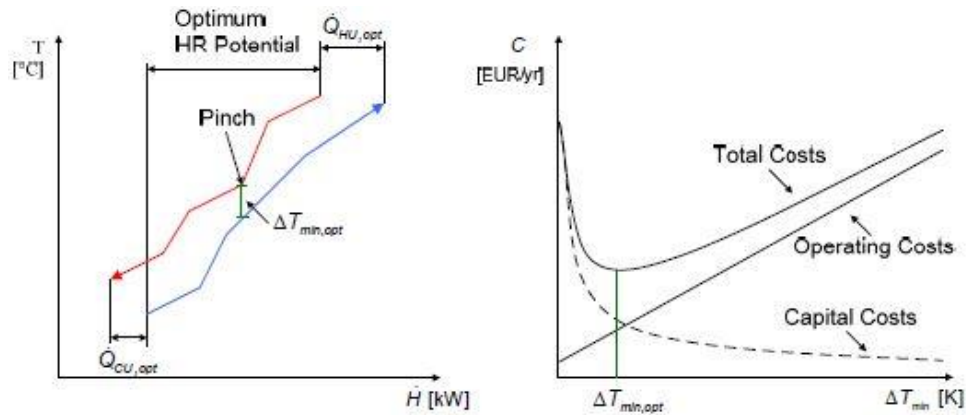 T
[°C]
Optimum
HR Potential
Q̇HU,opt
Pinch
ΔTmin,opt
Q̇CU,opt
Ḣ [kW]
C
[EUR/yr]
Total Costs
Operating Costs
Capital Costs
ΔTmin,opt
ΔTmin [K]